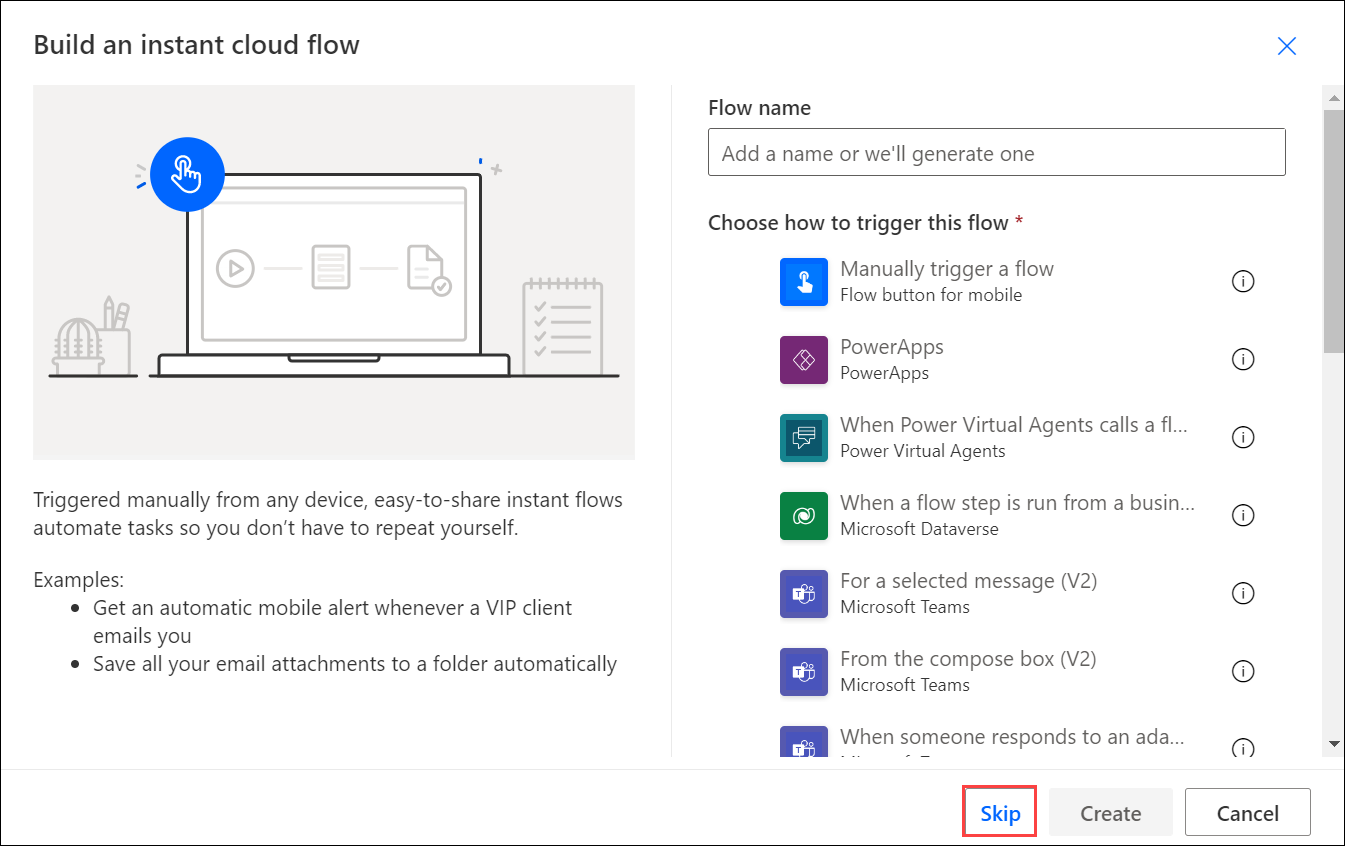 Build an instant cloud flow
Triggered manually from any device, easy-to-share instant flows
automate tasks so you don’t have to repeat yourself.
Examples:
Get an automatic mobile alert whenever a VIP client
emails you
Save all your email attachments to a folder automatically
Flow name
Add a name or we'll generate one
Choose how to trigger this flow *
Manually trigger a flow
Flow button for mobile
PowerApps
PowerApps
When Power Virtual Agents calls a fl...
Power Virtual Agents
When a flow step is run from a busin...
Microsoft Dataverse
For a selected message (V2)
Microsoft Teams
From the compose box (V2)
Microsoft Teams
When someone responds to an ada...
Skip
Create
Cancel